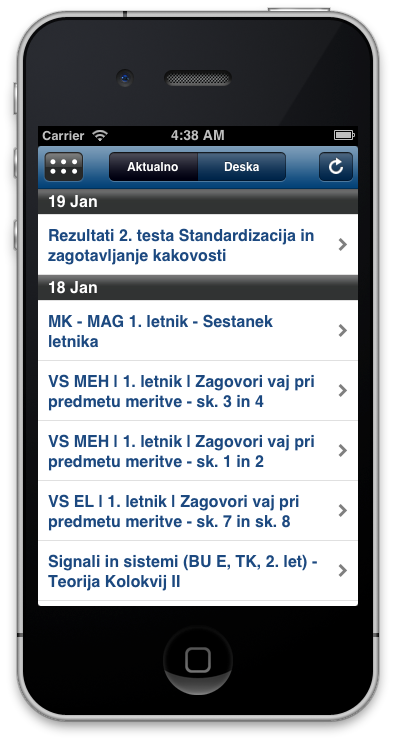 Carrier 4:38 AM
Aktualno Deska
19 Jan
Rezultati 2. testa Standardizacija in
zagotavljanje kakovosti
18 Jan
MK - MAG 1. letnik - Sestanek
letnika
VS MEH | 1. letnik | Zagovori vaj pri
predmetu meritve - sk. 3 in 4
VS MEH | 1. letnik | Zagovori vaj pri
predmetu meritve - sk. 1 in 2
VS EL | 1. letnik | Zagovori vaj pri
predmetu meritve - sk. 7 in sk. 8
Signali in sistemi (BU E, TK, 2. let) -
Teorija Kolokvij II